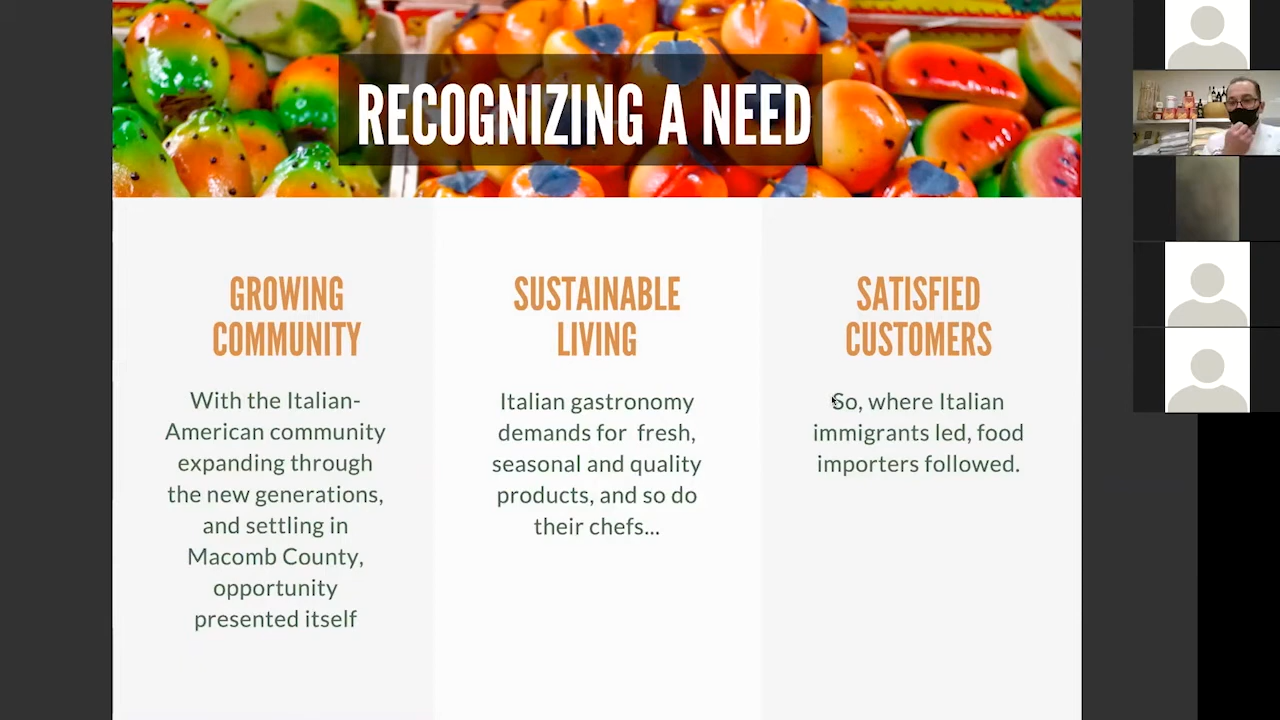 RECOGNIZING A NEED
GROWING
COMMUNITY
With the Italian-
American community
expanding through
the new generations,
and settling in
Macomb County,
opportunity
presented itself
SUSTAINABLE
LIVING
Italian gastronomy
demands for fresh,
seasonal and quality
products, and so do
their chefs...
SATISFIED
CUSTOMERS
So, where Italian
immigrants led, food
importers followed.